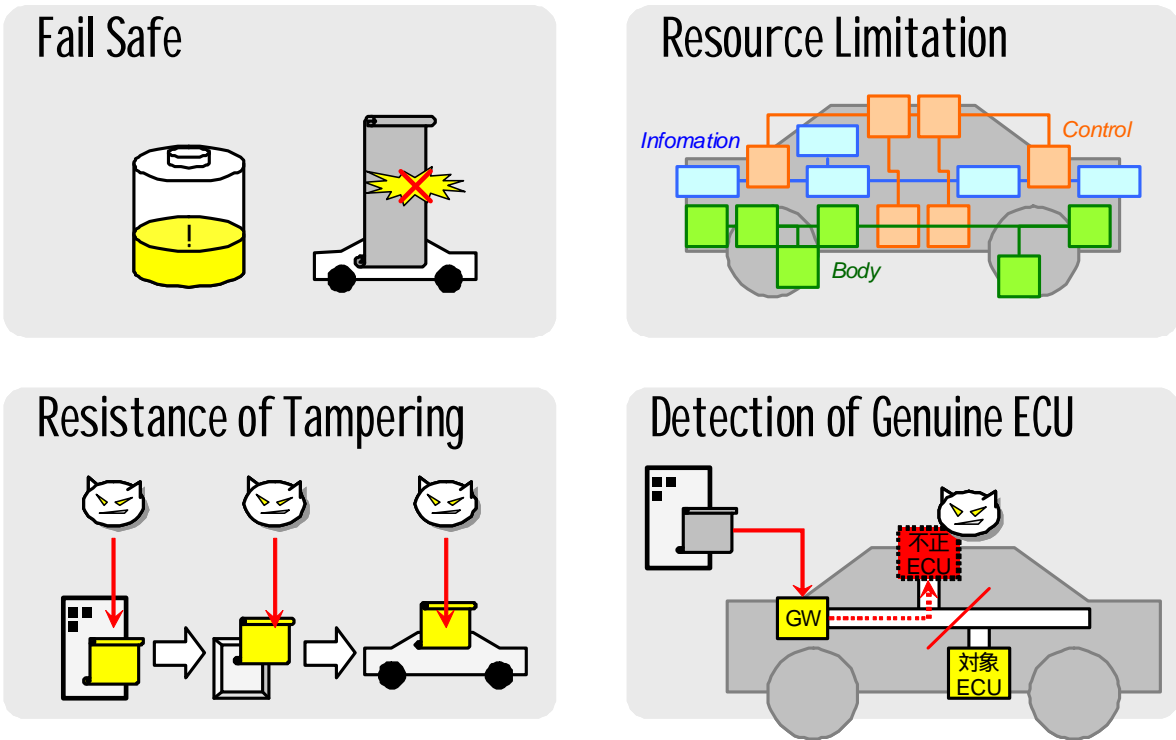 Fail Safe
!
Resource Limitation
Infomation
Control
Body
Resistance of Tampering
Detection of Genuine ECU
不正
ECU
GW
対象
ECU